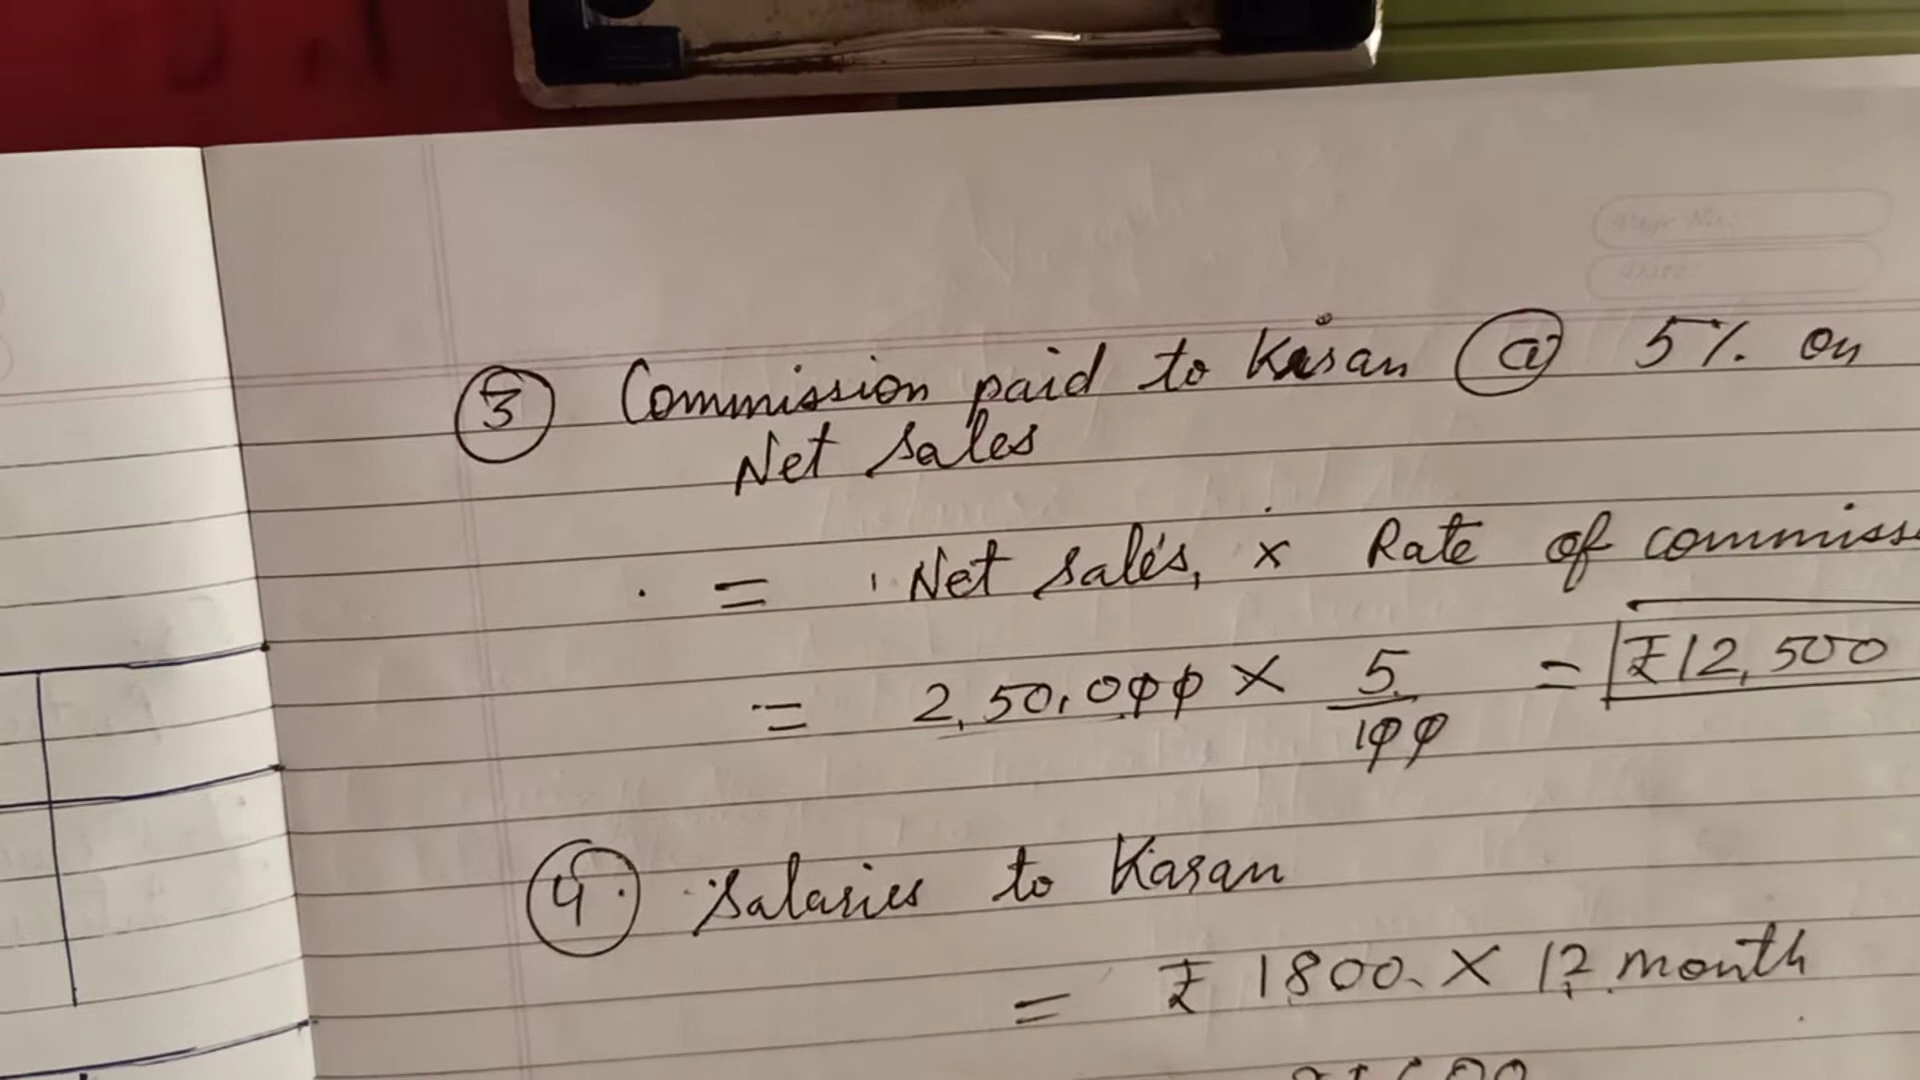 ③ Commission paid to Karan @ 5% on
Net sales
= Net sales × Rate of commiss
= 2,50,000 × 5/100 = ₹12,500
④ Salaries to Karan
= ₹ 1800 × 12 month